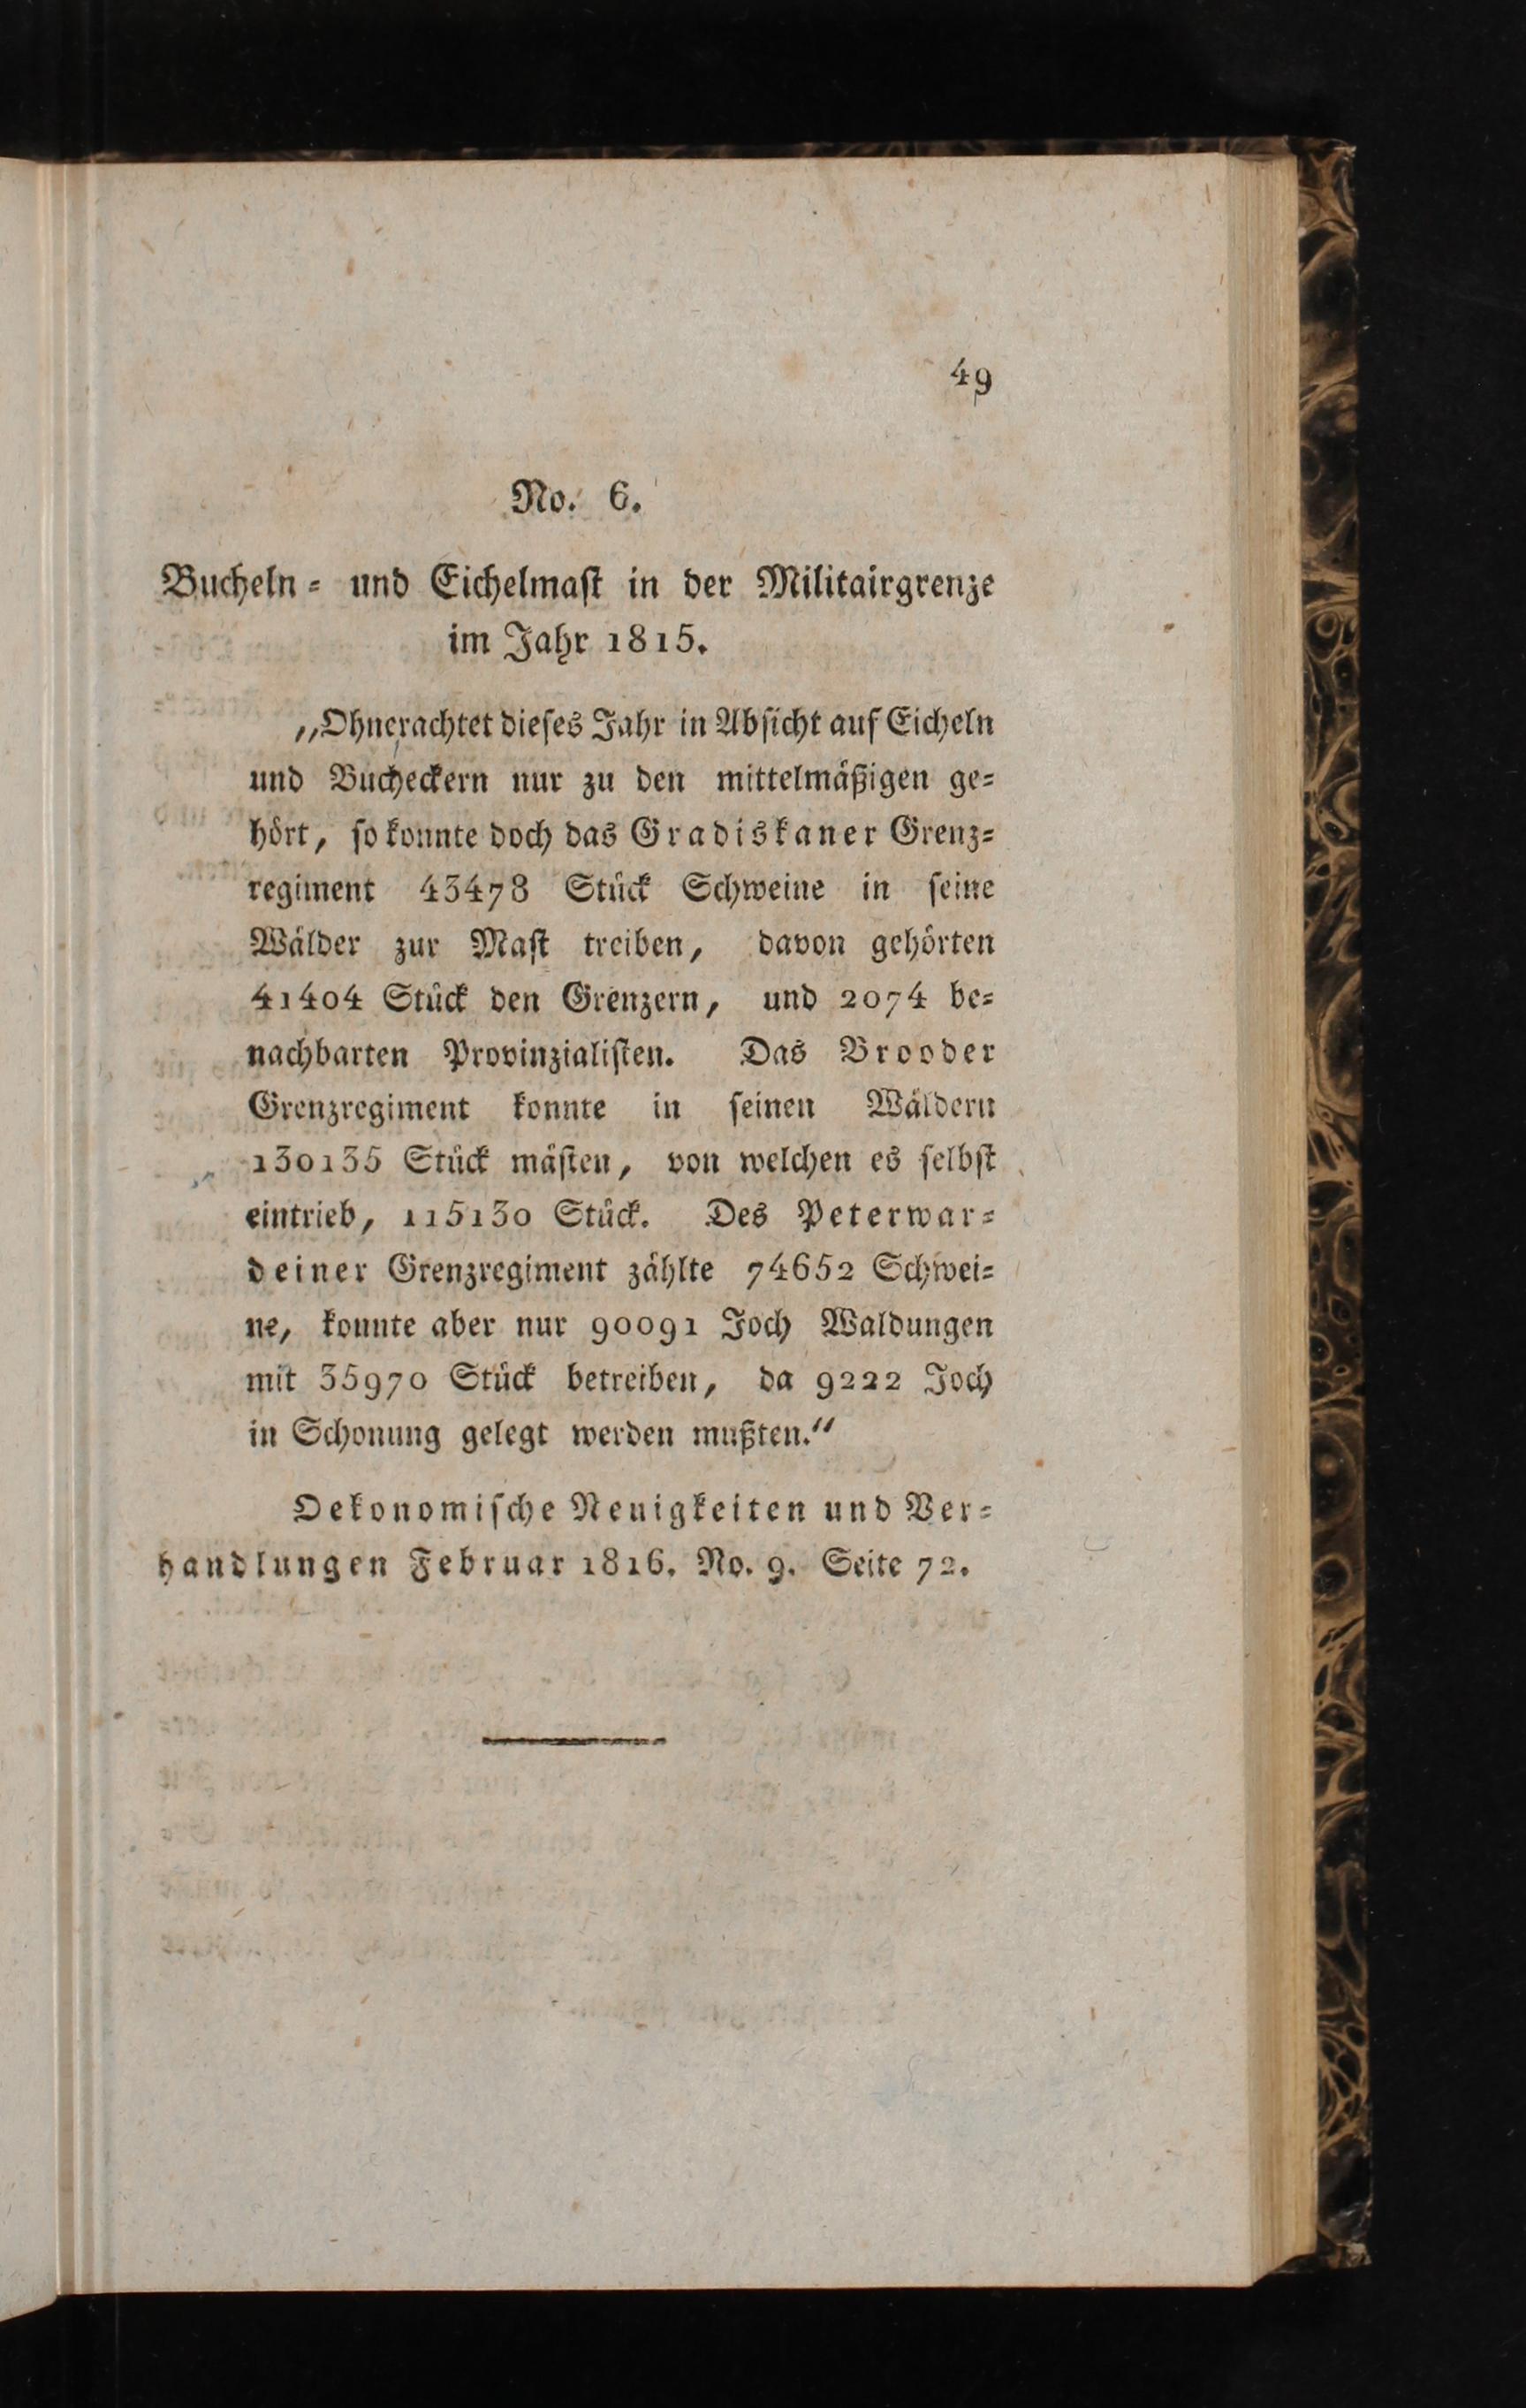 49
No. 6.
Bucheln- und Eichelmaſt in der Militairgrenze
im Jahr 1815.
„Ohnerachtet dieſes Jahr in Abſicht auf Eicheln
und Bucheckern nur zu den mittelmäßigen ge-
hört, ſo konnte doch das Gradiskaner Grenz-
regiment 43478 Stück Schweine in ſeine
Wälder zur Maſt treiben, davon gehörten
41404 Stück den Grenzern, und 2074 be-
nachbarten Provinzialiſten. Das Brooder
Grenzregiment konnte in ſeinen Wäldern
130135 Stück mäſten, von welchen es ſelbſt
eintrieb, 115130 Stück. Des Peterwar-
deiner Grenzregiment zählte 74652 Schwei-
ne, konnte aber nur 90091 Joch Waldungen
mit 35970 Stück betreiben, da 9222 Joch
in Schonung gelegt werden mußten.“
Oekonomiſche Neuigkeiten und Ver-
handlungen Februar 1816. No. 9. Seite 72.